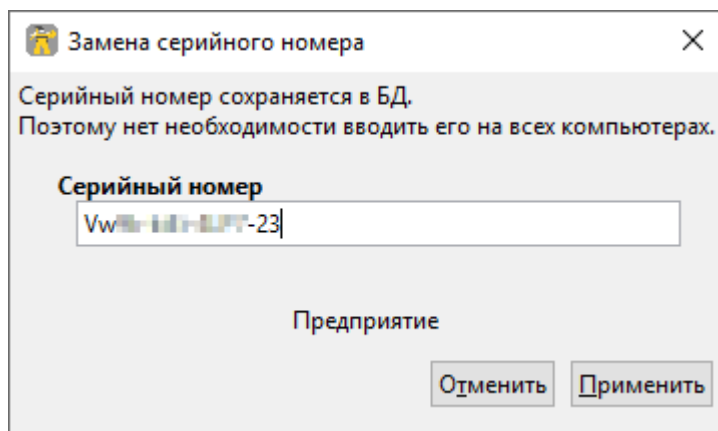 Замена серийного номера
Серийный номер сохраняется в БД.
Поэтому нет необходимости вводить его на всех компьютерах.
Серийный номер
Vw -23
Предприятие
Отменить Применить